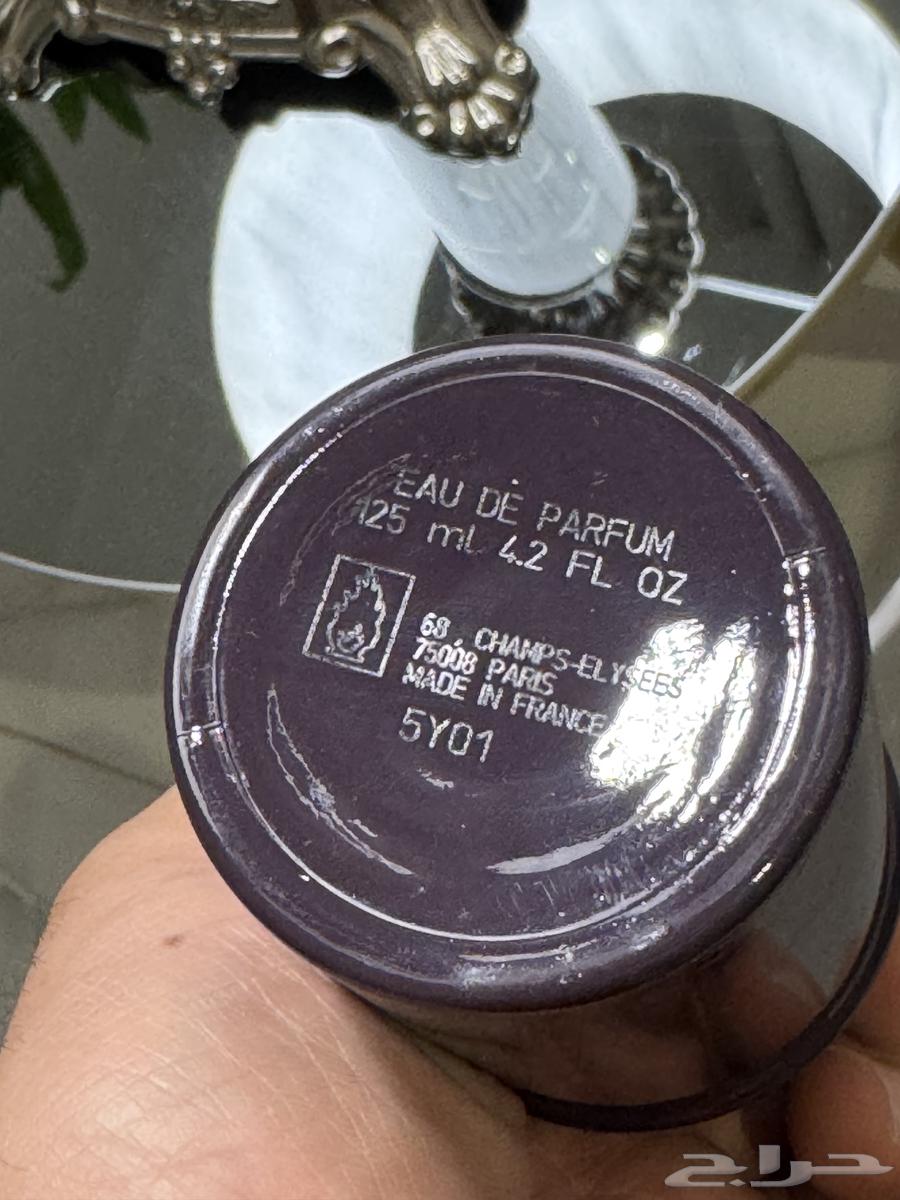 EAU DE PARFUM
125 mL 4.2 FL OZ
68, CHAMPS-ELYSEES
75008 PARIS
MADE IN FRANCE
5Y01
حراج